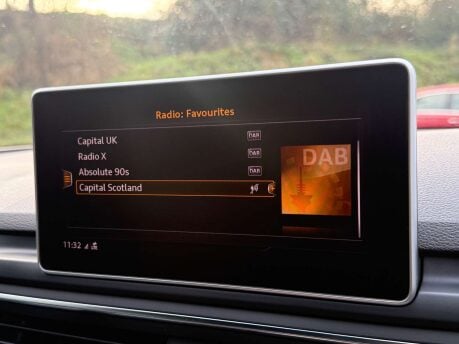 Radio: Favourites
Capital UK DAB
Radio X DAB
Absolute 90s DAB
Capital Scotland
DAB
11:32